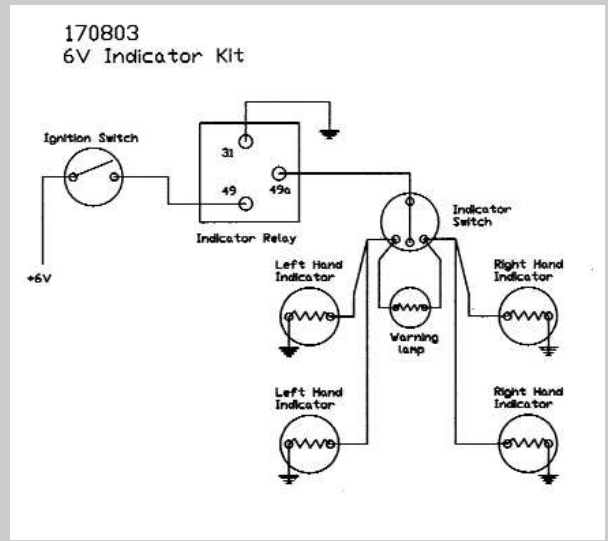 170803
6V Indicator Kit
Ignition Switch
31
49
49a
Indicator Relay
+6V
Indicator
Switch
Left Hand
Indicator
Right Hand
Indicator
Warning
lamp
Left Hand
Indicator
Right Hand
Indicator